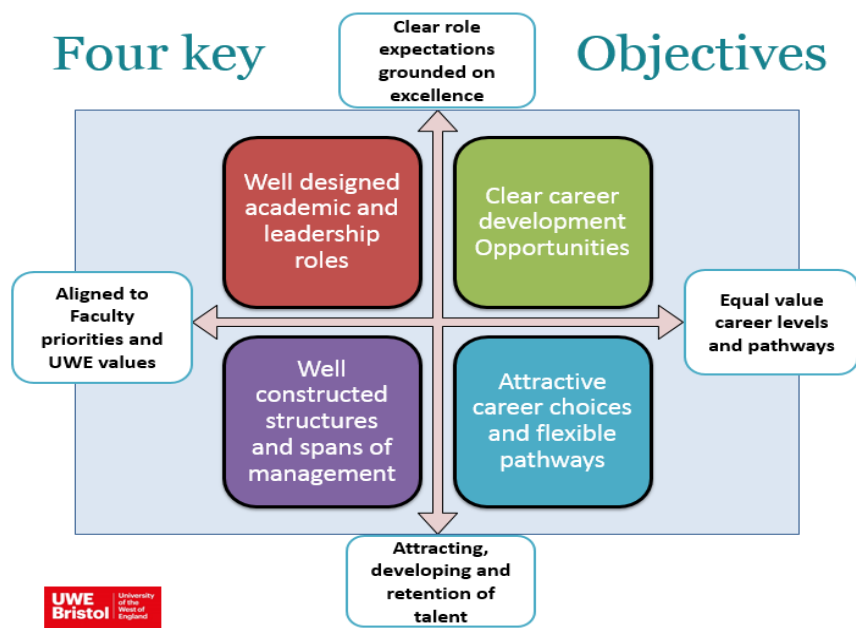 Four key
Objectives
Clear role
expectations
grounded on
excellence
Well designed
academic and
leadership
roles
Clear career
development
Opportunities
Aligned to
Faculty
priorities and
UWE values
Equal value
career levels
and pathways
Well
constructed
structures
and spans of
management
Attractive
career choices
and flexible
pathways
Attracting,
developing and
retention of
talent
UWE
Bristol
University
of the
West of
England